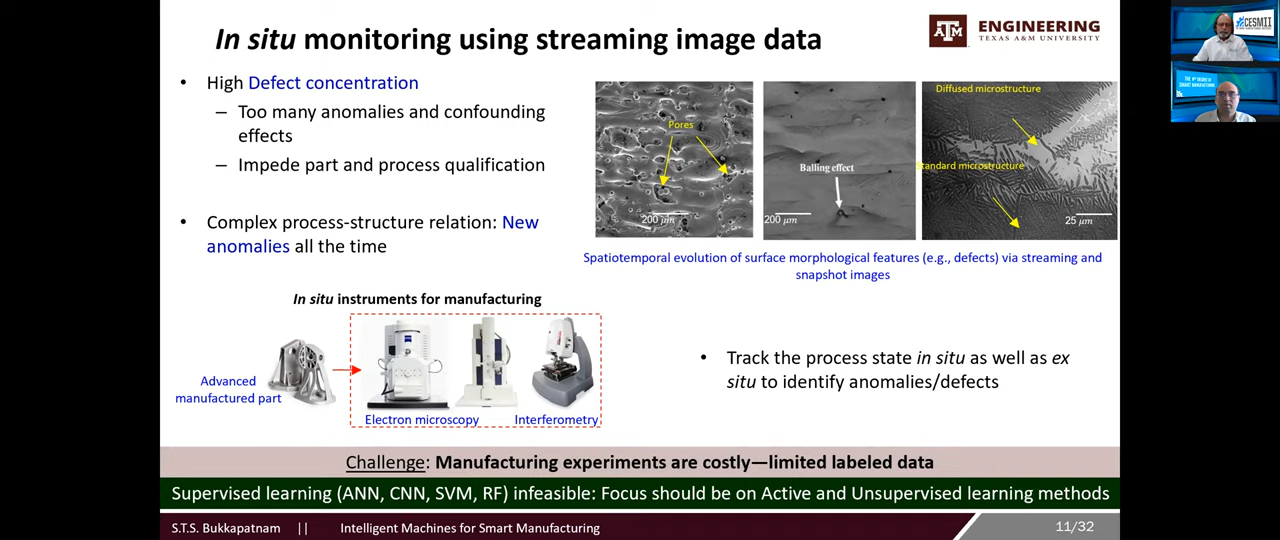 In situ monitoring using streaming image data
ĀM
ENGINEERING
TEXAS A&M UNIVERSITY
CESMII
• High Defect concentration
– Too many anomalies and confounding
effects
– Impede part and process qualification
• Complex process-structure relation: New
anomalies all the time
Pores
200 μm
Balling effect
200 μm
Diffused microstructure
Standard microstructure
25 μm
Spatiotemporal evolution of surface morphological features (e.g., defects) via streaming and
snapshot images
In situ instruments for manufacturing
Advanced
manufactured part
Electron microscopy
Interferometry
• Track the process state in situ as well as ex
situ to identify anomalies/defects
Challenge: Manufacturing experiments are costly—limited labeled data
Supervised learning (ANN, CNN, SVM, RF) infeasible: Focus should be on Active and Unsupervised learning methods
S.T.S. Bukkapatnam || Intelligent Machines for Smart Manufacturing
11/32